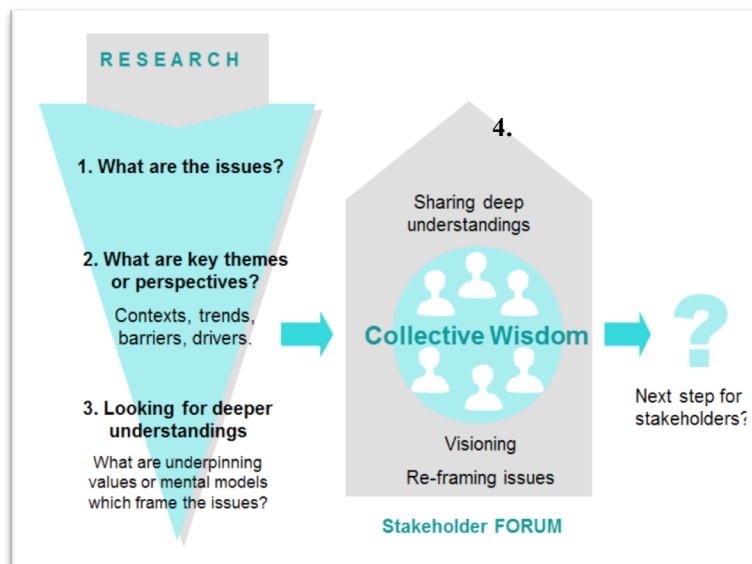 RESEARCH
1. What are the issues?
2. What are key themes
or perspectives?
Contexts, trends,
barriers, drivers.
3. Looking for deeper
understandings
What are underpinning
values or mental models
which frame the issues?
4.
Sharing deep
understandings
Collective Wisdom
Visioning
Re-framing issues
Stakeholder FORUM
?
Next step for
stakeholders?